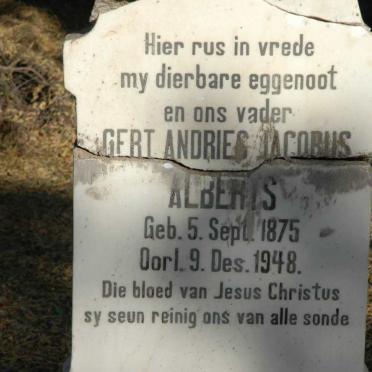 Hier rus in vrede
my dierbare eggenoot
en ons vader
GERT ANDRIES JACOBUS
ALBERTS
Geb. 5. Sept. 1875
Oorl. 9. Des. 1948.
Die bloed van Jesus Christus
sy seun reinig ons van alle sonde